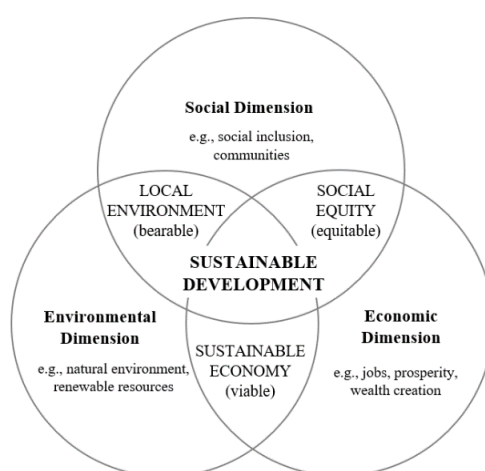 Social Dimension
e.g., social inclusion,
communities
LOCAL
ENVIRONMENT
(bearable)
SOCIAL
EQUITY
(equitable)
SUSTAINABLE
DEVELOPMENT
Environmental
Dimension
e.g., natural environment,
renewable resources
SUSTAINABLE
ECONOMY
(viable)
Economic
Dimension
e.g., jobs, prosperity,
wealth creation